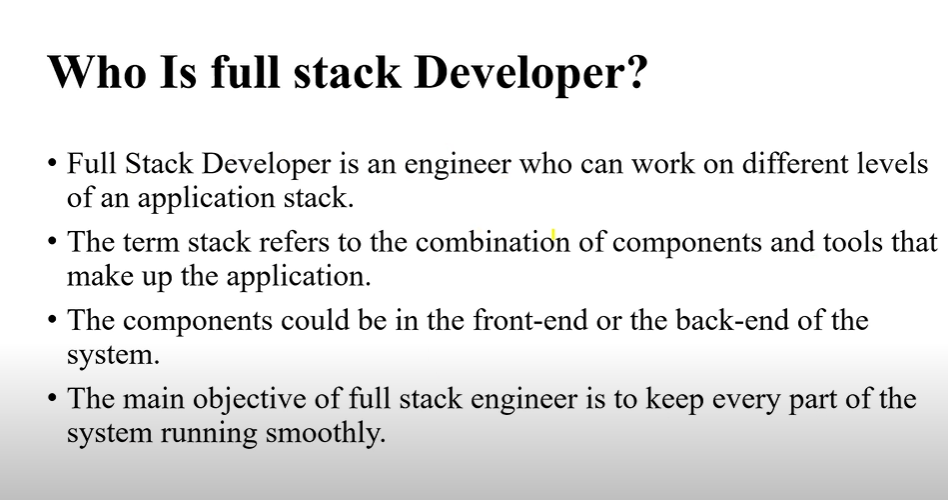 Who Is full stack Developer?
• Full Stack Developer is an engineer who can work on different levels
of an application stack.
• The term stack refers to the combination of components and tools that
make up the application.
• The components could be in the front-end or the back-end of the
system.
• The main objective of full stack engineer is to keep every part of the
system running smoothly.